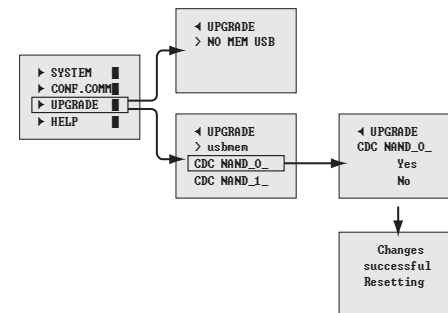 ◄ UPGRADE
> NO MEM USB
► SYSTEM
► CONF.COMM
► UPGRADE
► HELP
◄ UPGRADE
> usbmem
CDC NAND_0_
CDC NAND_1_
◄ UPGRADE
CDC NAND_0_
Yes
No
Changes
successful
Resetting